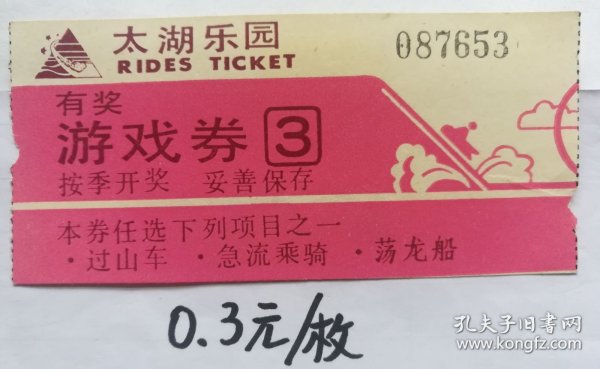 太湖乐园
RIDES TICKET
087653
有奖
游戏券 3
按季开奖 妥善保存
本券任选下列项目之一
·过山车 ·急流乘骑 ·荡龙船
0.3元/枚
孔夫子旧书网
www.kongfz.com